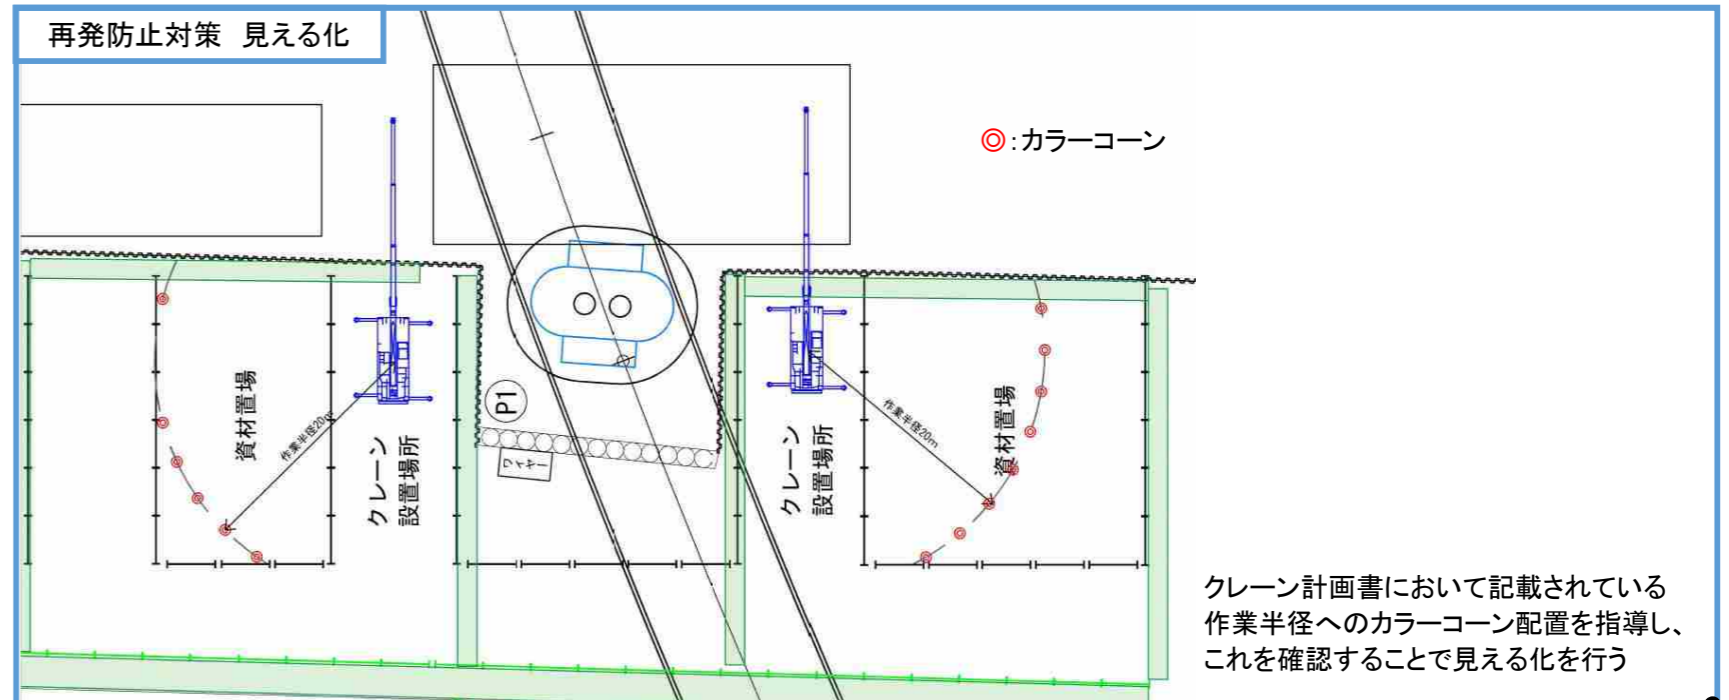 再発防止対策 見える化
◎:カラーコーン
資材置場
作業半径20m
クレーン
設置場所
P1
ワイヤー
クレーン
設置場所
作業半径20m
資材置場
クレーン計画書において記載されている
作業半径へのカラーコーン配置を指導し、
これを確認することで見える化を行う